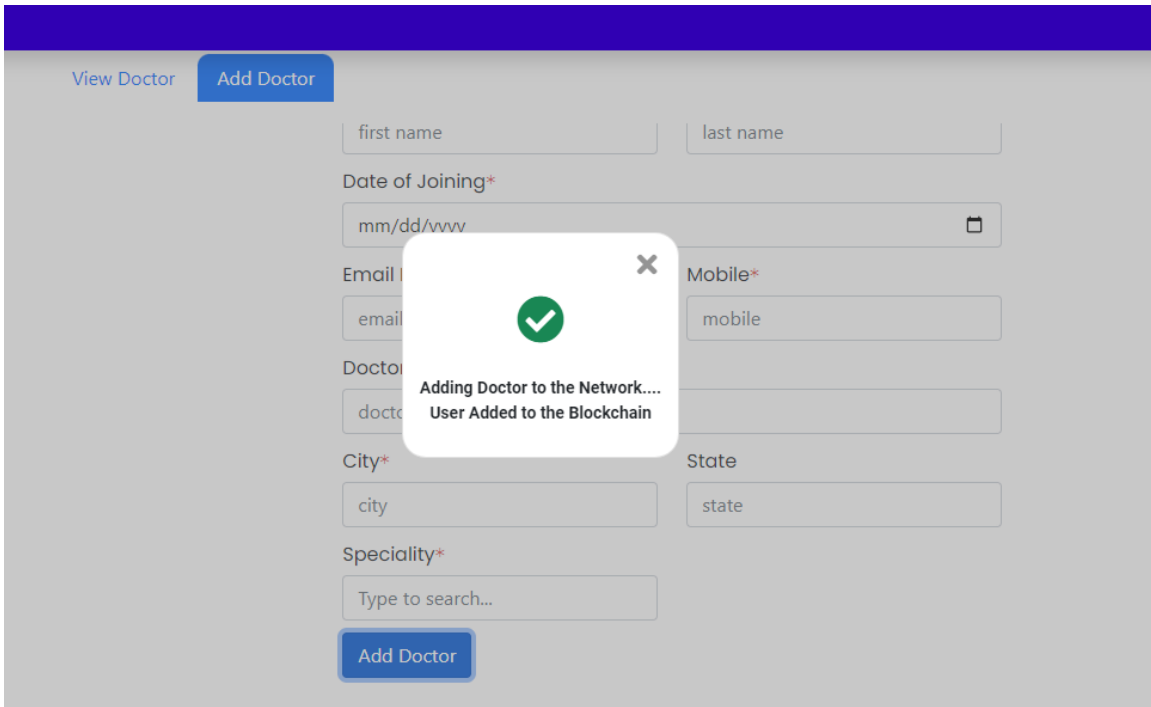 View Doctor Add Doctor
first name last name
Date of Joining*
mm/dd/yyyy
Email Mobile*
email mobile
Adding Doctor to the Network....
User Added to the Blockchain
City* State
city state
Speciality*
Type to search...
Add Doctor